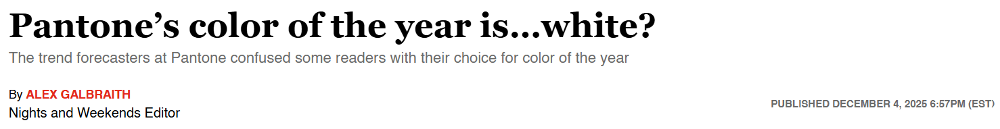 Pantone’s color of the year is...white?
The trend forecasters at Pantone confused some readers with their choice for color of the year
By ALEX GALBRAITH
Nights and Weekends Editor
PUBLISHED DECEMBER 4, 2025 6:57PM (EST)